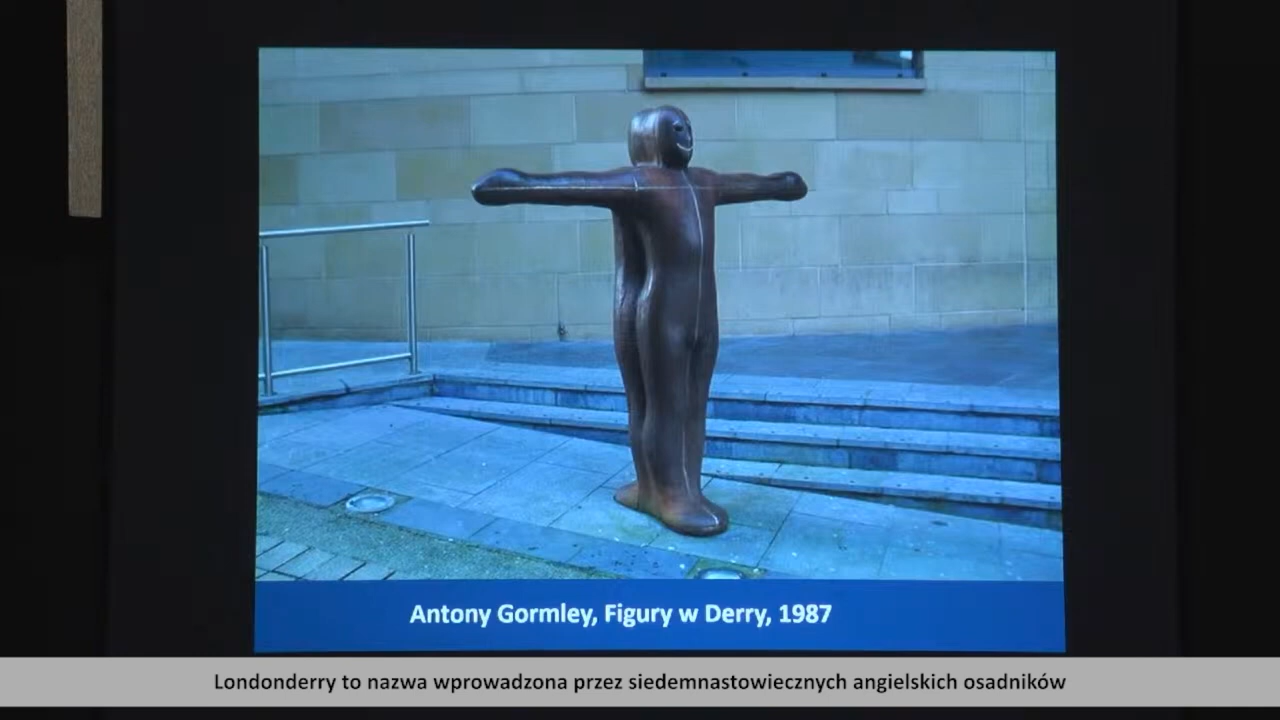 Antony Gormley, Figury w Derry, 1987
Londonderry to nazwa wprowadzona przez siedemnastowiecznych angielskich osadników